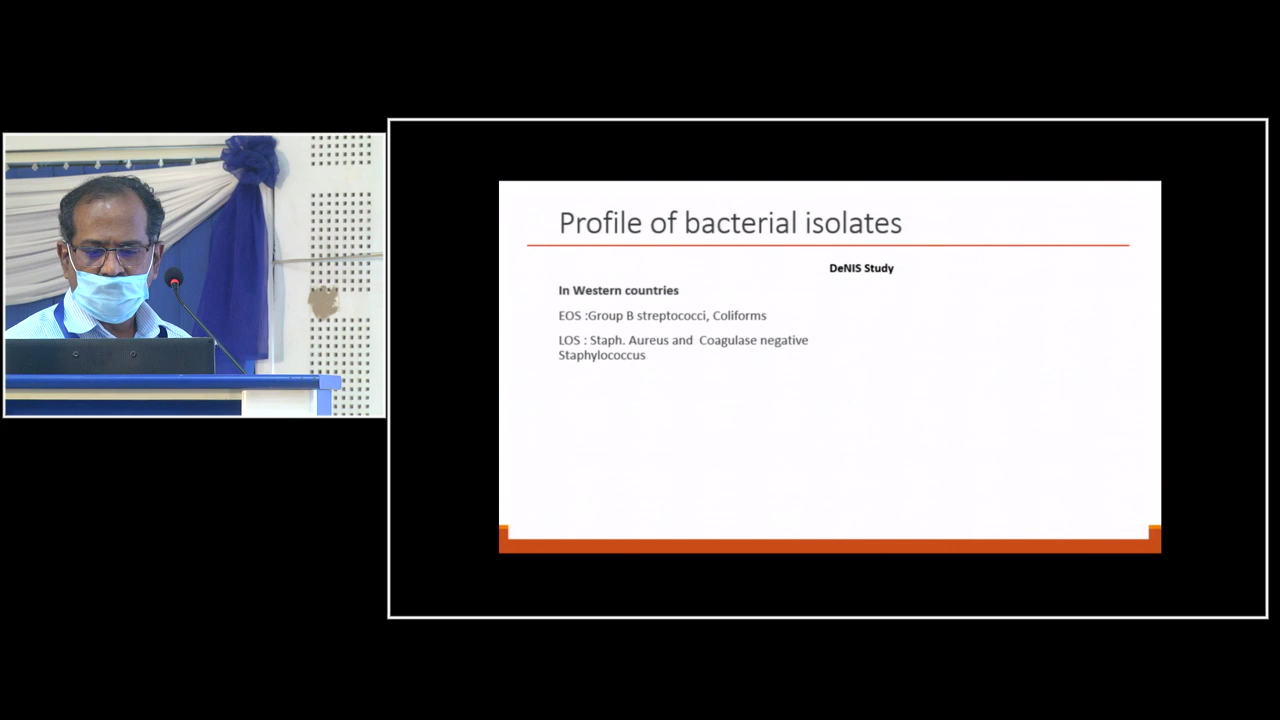 Profile of bacterial isolates
DeNIS Study
In Western countries
EOS :Group B streptococci, Coliforms
LOS : Staph. Aureus and Coagulase negative
Staphylococcus